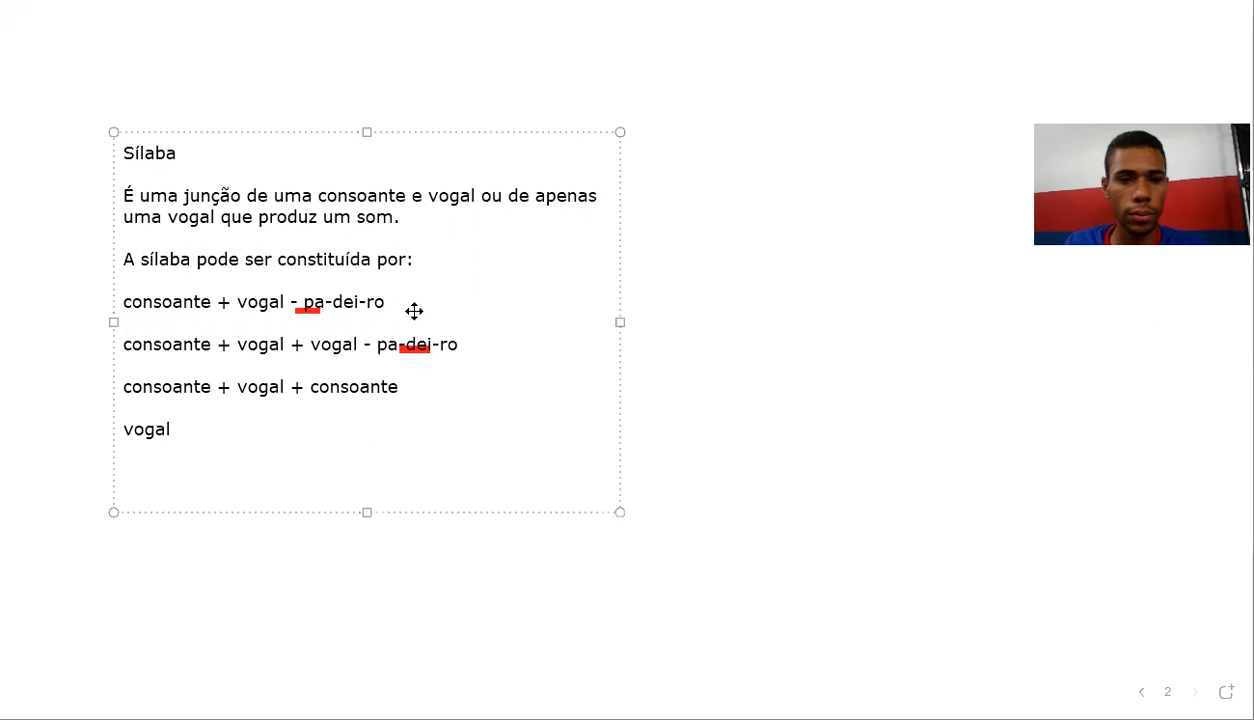 Sílaba
É uma junção de uma consoante e vogal ou de apenas
uma vogal que produz um som.
A sílaba pode ser constituída por:
consoante + vogal - pa-dei-ro
consoante + vogal + vogal - pa-dei-ro
consoante + vogal + consoante
vogal
2